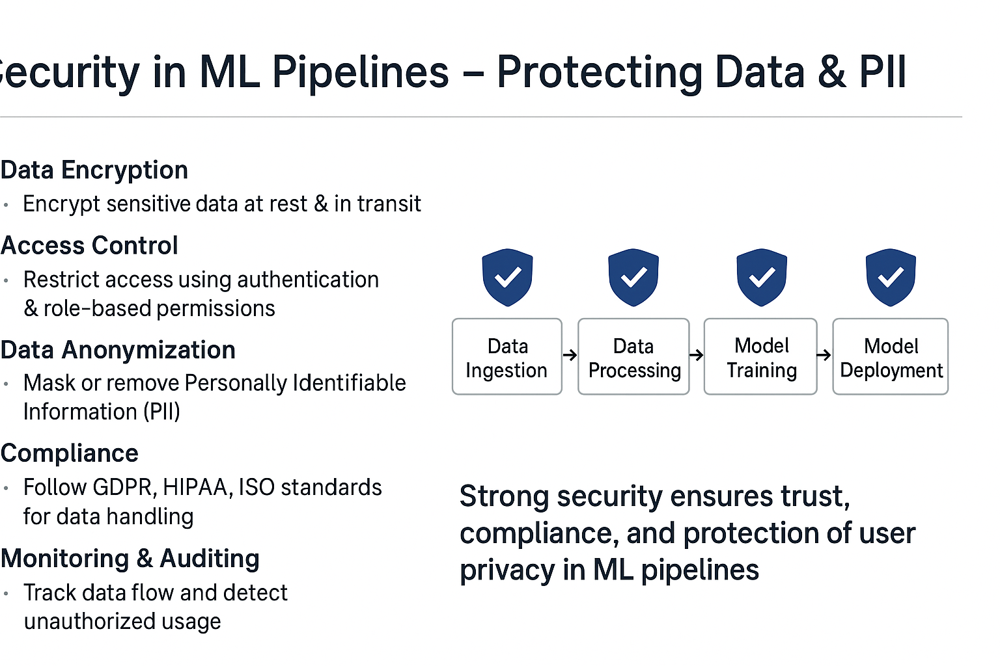 Security in ML Pipelines – Protecting Data & PII
Data Encryption
• Encrypt sensitive data at rest & in transit
Access Control
• Restrict access using authentication
& role-based permissions
Data Anonymization
• Mask or remove Personally Identifiable
Information (PII)
Compliance
• Follow GDPR, HIPAA, ISO standards
for data handling
Monitoring & Auditing
• Track data flow and detect
unauthorized usage
Data
Ingestion
Data
Processing
Model
Training
Model
Deployment
Strong security ensures trust,
compliance, and protection of user
privacy in ML pipelines